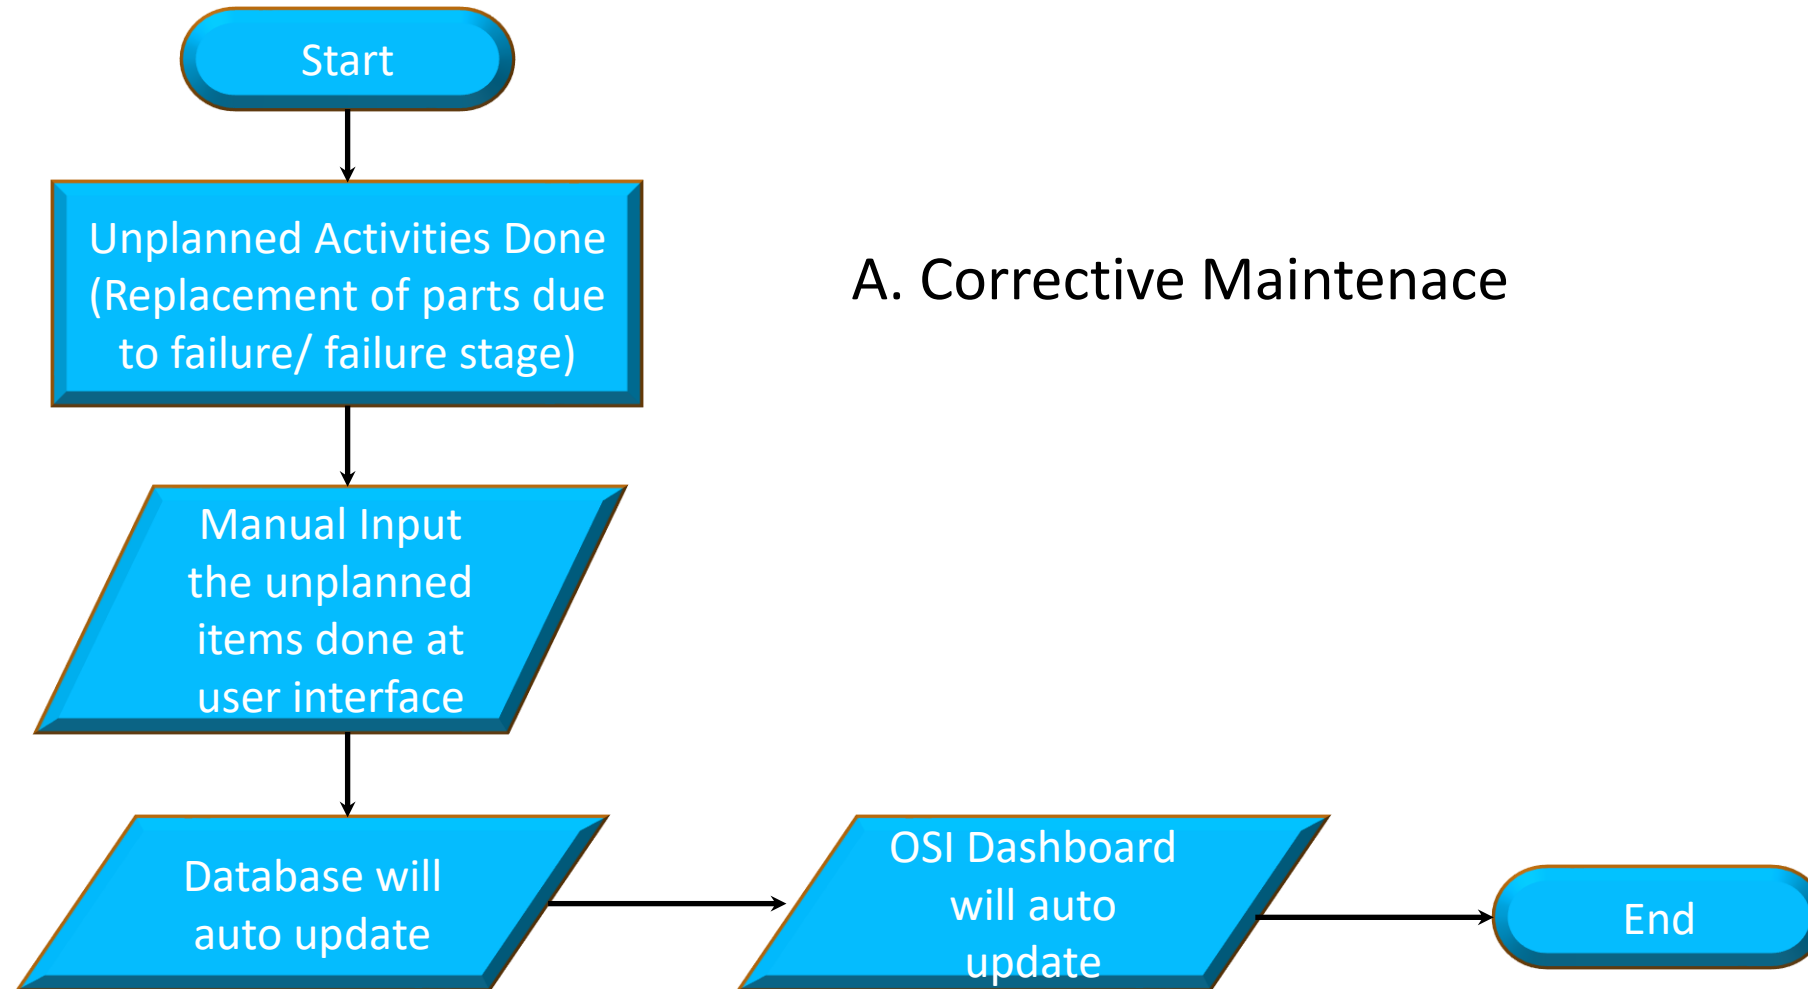 Start
Unplanned Activities Done
(Replacement of parts due
to failure/ failure stage)
A. Corrective Maintenace
Manual Input
the unplanned
items done at
user interface
Database will
auto update
OSI Dashboard
will auto
update
End